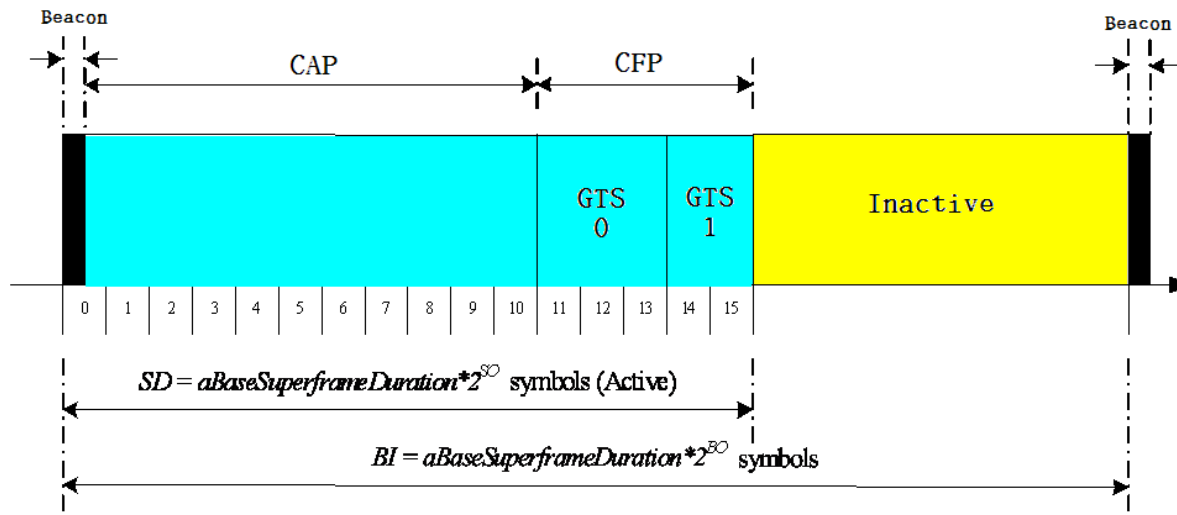 Beacon
Beacon
CAP
CFP
GTS
0
GTS
1
Inactive
0 1 2 3 4 5 6 7 8 9 10 11 12 13 14 15
SD = aBaseSuperframeDuration*2^SO symbols (Active)
BI = aBaseSuperframeDuration*2^BO symbols